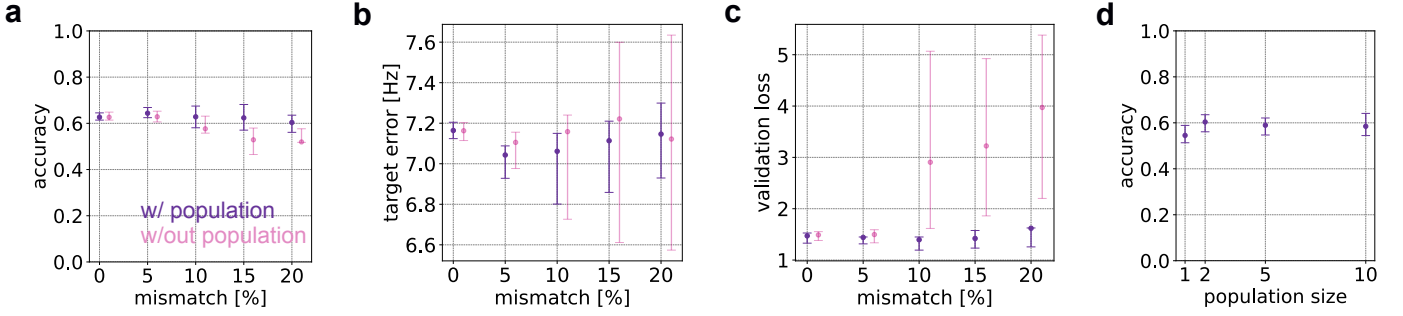 a
1.0
0.8
0.6
0.4
0.2
0.0
accuracy
w/ population
w/out population
0 5 10 15 20
mismatch [%]
b
7.6
7.4
7.2
7.0
6.8
6.6
target error [Hz]
0 5 10 15 20
mismatch [%]
c
5
4
3
2
1
validation loss
0 5 10 15 20
mismatch [%]
d
1.0
0.8
0.6
0.4
0.2
0.0
accuracy
1 2 5 10
population size